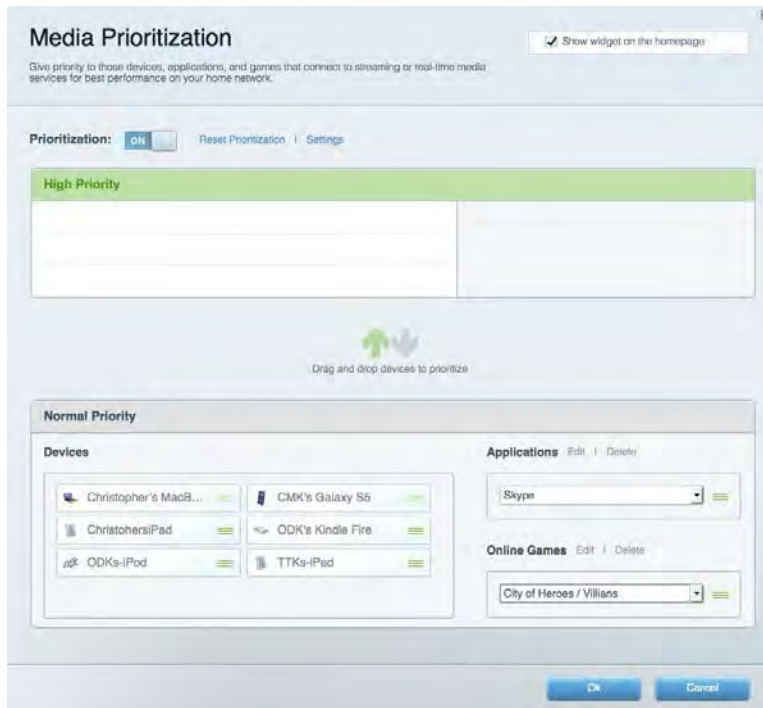 Media Prioritization
Show widget on the homepage
Give priority to those devices, applications, and games that connect to streaming or real-time media
services for best performance on your home network.
Prioritization: ON Reset Prioritization | Settings
High Priority
Drag and drop devices to prioritize
Normal Priority
Devices
Christopher's MacB...
CMK's Galaxy S5
ChristohersiPad
ODK's Kindle Fire
ODKs-iPod
TTKs-iPad
Applications Edit | Delete
Skype
Online Games Edit | Delete
City of Heroes / Villians
Ok
Cancel